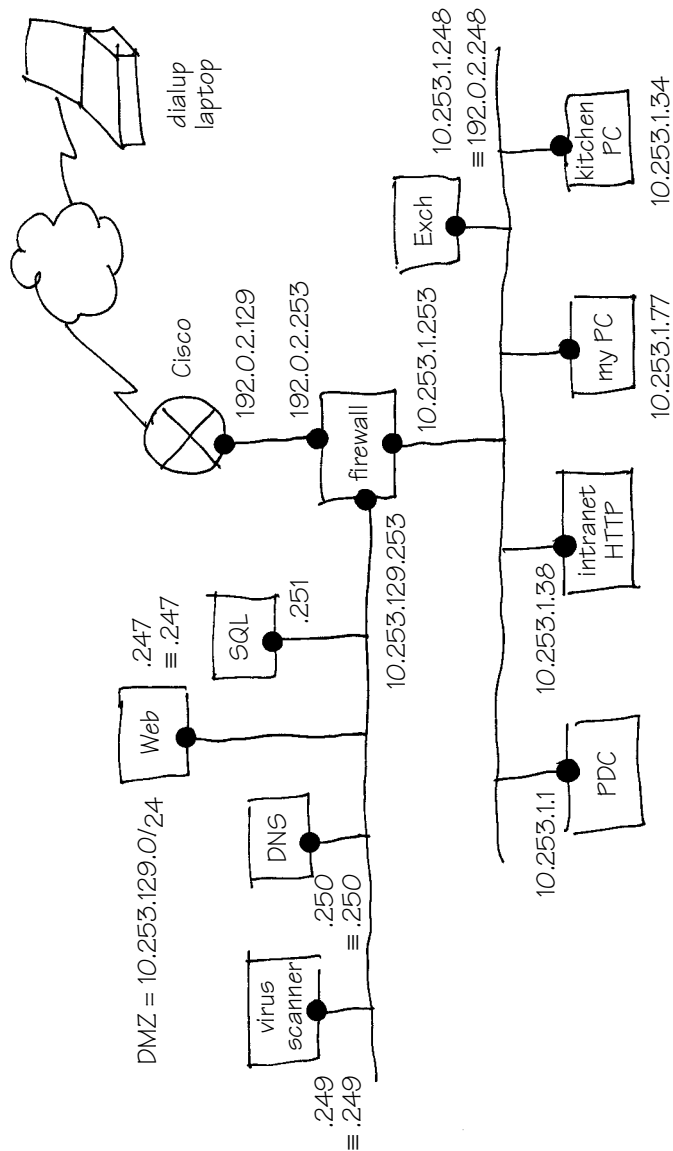 dialup
laptop
Cisco
192.0.2.129
192.0.2.253
firewall
10.253.1.253
10.253.129.253
DMZ = 10.253.129.0/24
virus
scanner
.249
≡ .249
DNS
.250
≡ .250
Web
.247
≡ .247
SQL
.251
Exch
10.253.1.248
≡ 192.0.2.248
PDC
10.253.1.1
intranet
HTTP
10.253.1.38
my PC
10.253.1.77
kitchen
PC
10.253.1.34